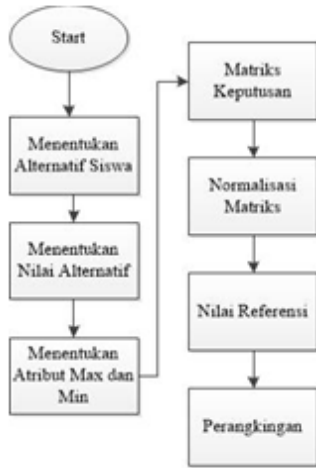 Start
Menentukan
Alternatif Siswa
Menentukan
Nilai Alternatif
Menentukan
Atribut Max dan
Min
Matriks
Keputusan
Normalisasi
Matriks
Nilai Referensi
Perangkingan